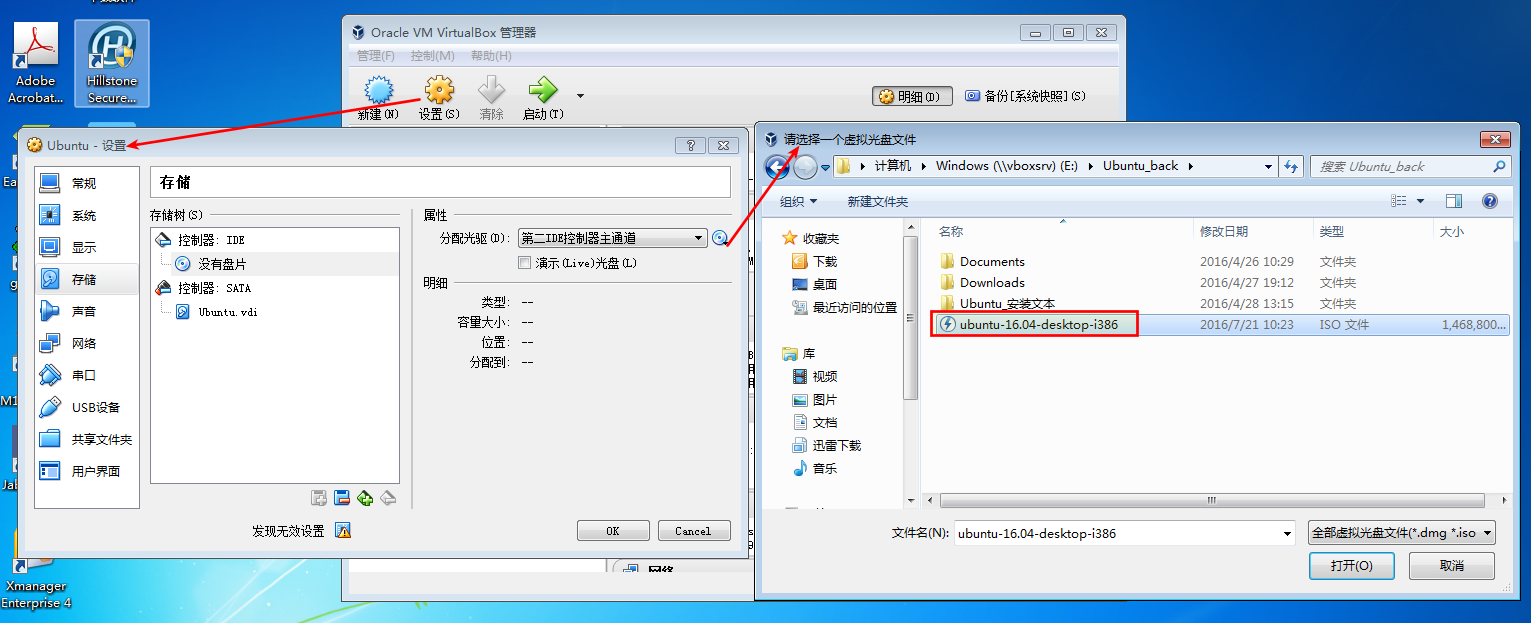 Adobe
Acrobat...
Hillstone
Secure...
Xmanager
Enterprise 4
Oracle VM VirtualBox 管理器
管理(F) 控制(M) 帮助(H)
新建(N) 设置(S) 清除 启动(T) 明细(D) 备份[系统快照](S)
Ubuntu - 设置
常规
系统
显示
存储
声音
网络
串口
USB设备
共享文件夹
用户界面
存储
存储树(S)
控制器: IDE
没有盘片
控制器: SATA
Ubuntu.vdi
属性
分配光驱(D): 第二IDE控制器主通道
演示(Live)光盘(L)
明细
类型: --
容量大小: --
位置: --
分配到: --
发现无效设置
OK Cancel
网络
请选择一个虚拟光盘文件
计算机 Windows (\\vboxsrv) (E:) Ubuntu_back 搜索 Ubuntu_back
组织 新建文件夹
收藏夹
下载
桌面
最近访问的位置
库
视频
图片
文档
迅雷下载
音乐
名称 修改日期 类型 大小
Documents 2016/4/26 10:29 文件夹
Downloads 2016/4/27 19:12 文件夹
Ubuntu_安装文本 2016/4/28 13:15 文件夹
ubuntu-16.04-desktop-i386 2016/7/21 10:23 ISO 文件 1,468,800...
文件名(N): ubuntu-16.04-desktop-i386 全部虚拟光盘文件(*.dmg *.iso
打开(O) 取消